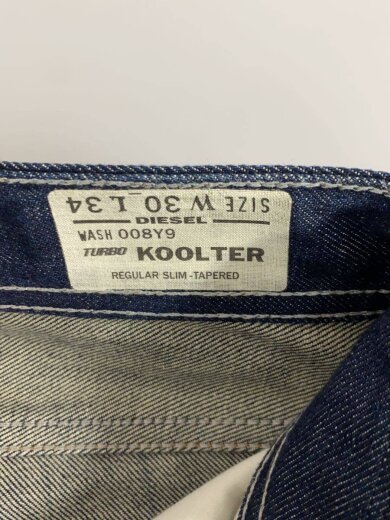 SIZE W 30 L 34
DIESEL
WASH 008Y9
TURBO KOOLTER
REGULAR SLIM -TAPERED